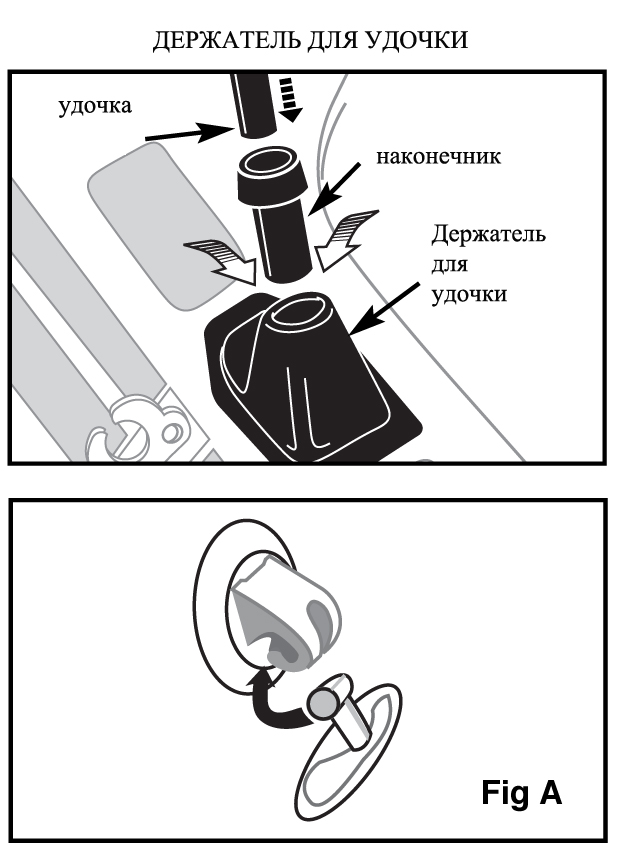 ДЕРЖАТЕЛЬ ДЛЯ УДОЧКИ
удочка
наконечник
Держатель
для
удочки
Fig A